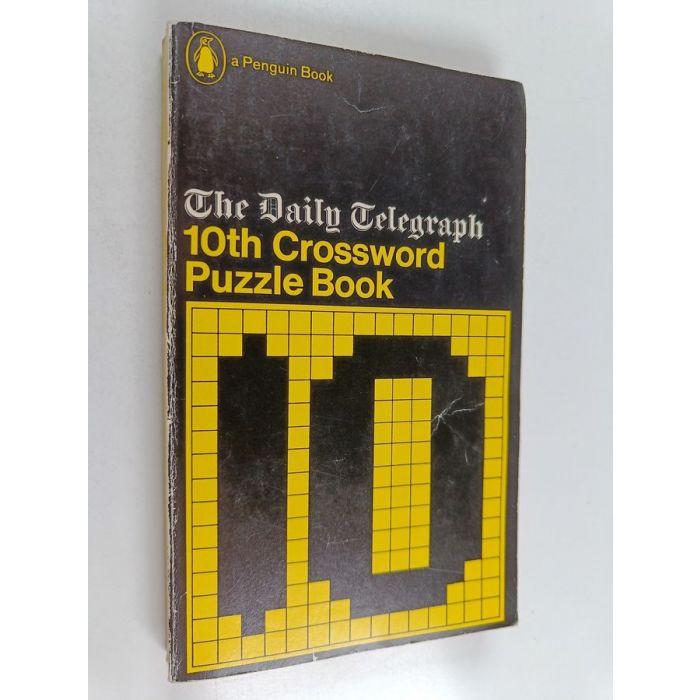 a Penguin Book
The Daily Telegraph
10th Crossword
Puzzle Book